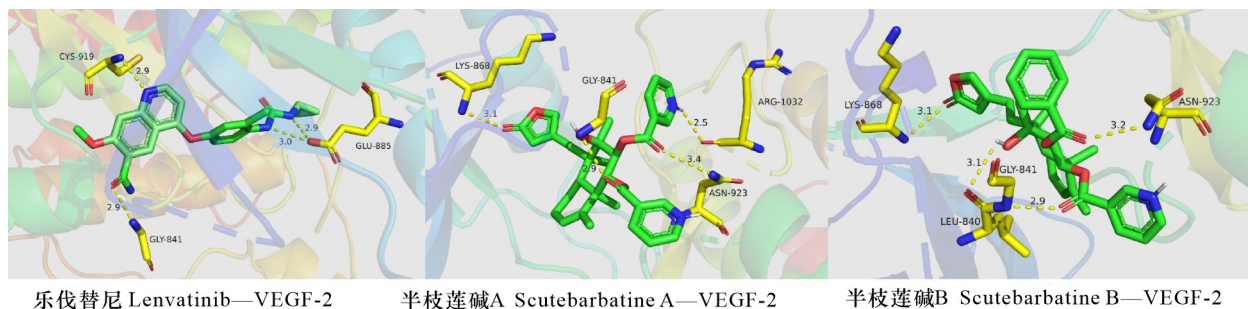 CYS-919
2.9
2.9
3.0
GLU-885
2.9
GLY-841
LYS-868
GLY-841
ARG-1032
3.1
2.5
2.9
3.4
ASN-923
LYS-868
3.1
ASN-923
3.2
3.1
GLY-841
2.9
LEU-840
乐伐替尼 Lenvatinib—VEGF-2
半枝莲碱A Scutebarbatine A—VEGF-2
半枝莲碱B Scutebarbatine B—VEGF-2